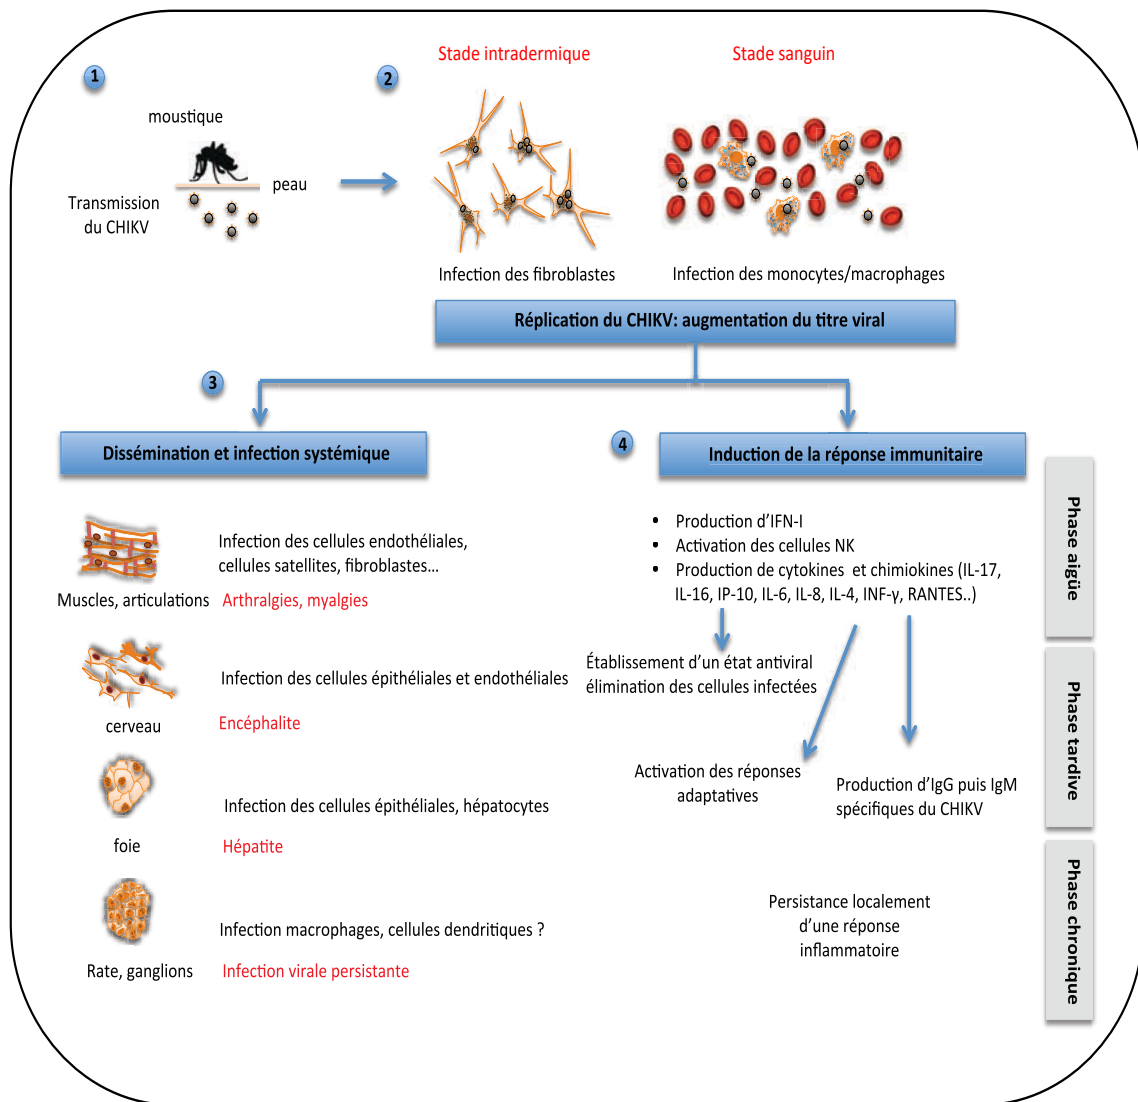 1
moustique
peau
Transmission
du CHIKV
2
Stade intradermique
Stade sanguin
Infection des fibroblastes
Infection des monocytes/macrophages
Réplication du CHIKV: augmentation du titre viral
3
Dissémination et infection systémique
Infection des cellules endothéliales,
cellules satellites, fibroblastes...
Muscles, articulations
Arthralgies, myalgies
Infection des cellules épithéliales et endothéliales
cerveau
Encéphalite
Infection des cellules épithéliales, hépatocytes
foie
Hépatite
Infection macrophages, cellules dendritiques ?
Rate, ganglions
Infection virale persistante
4
Induction de la réponse immunitaire
• Production d'IFN-I
• Activation des cellules NK
• Production de cytokines et chimiokines (IL-17,
IL-16, IP-10, IL-6, IL-8, IL-4, INF-γ, RANTES..)
Établissement d'un état antiviral
élimination des cellules infectées
Activation des réponses
adaptatives
Production d'IgG puis IgM
spécifiques du CHIKV
Persistance localement
d'une réponse
inflammatoire
Phase aigüe
Phase tardive
Phase chronique